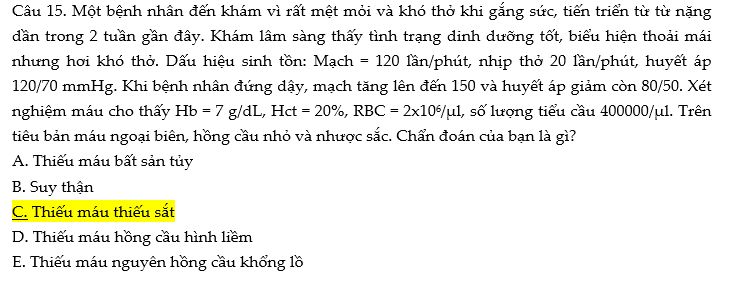 Câu 15. Một bệnh nhân đến khám vì rất mệt mỏi và khó thở khi gắng sức, tiến triển từ từ nặng
dần trong 2 tuần gần đây. Khám lâm sàng thấy tình trạng dinh dưỡng tốt, biểu hiện thoải mái
nhưng hơi khó thở. Dấu hiệu sinh tồn: Mạch = 120 lần/phút, nhịp thở 20 lần/phút, huyết áp
120/70 mmHg. Khi bệnh nhân đứng dậy, mạch tăng lên đến 150 và huyết áp giảm còn 80/50. Xét
nghiệm máu cho thấy Hb = 7 g/dL, Hct = 20%, RBC = 2x10⁶/µl, số lượng tiểu cầu 400000/µl. Trên
tiêu bản máu ngoại biên, hồng cầu nhỏ và nhược sắc. Chẩn đoán của bạn là gì?
A. Thiếu máu bất sản tủy
B. Suy thận
C. Thiếu máu thiếu sắt
D. Thiếu máu hồng cầu hình liềm
E. Thiếu máu nguyên hồng cầu khổng lồ